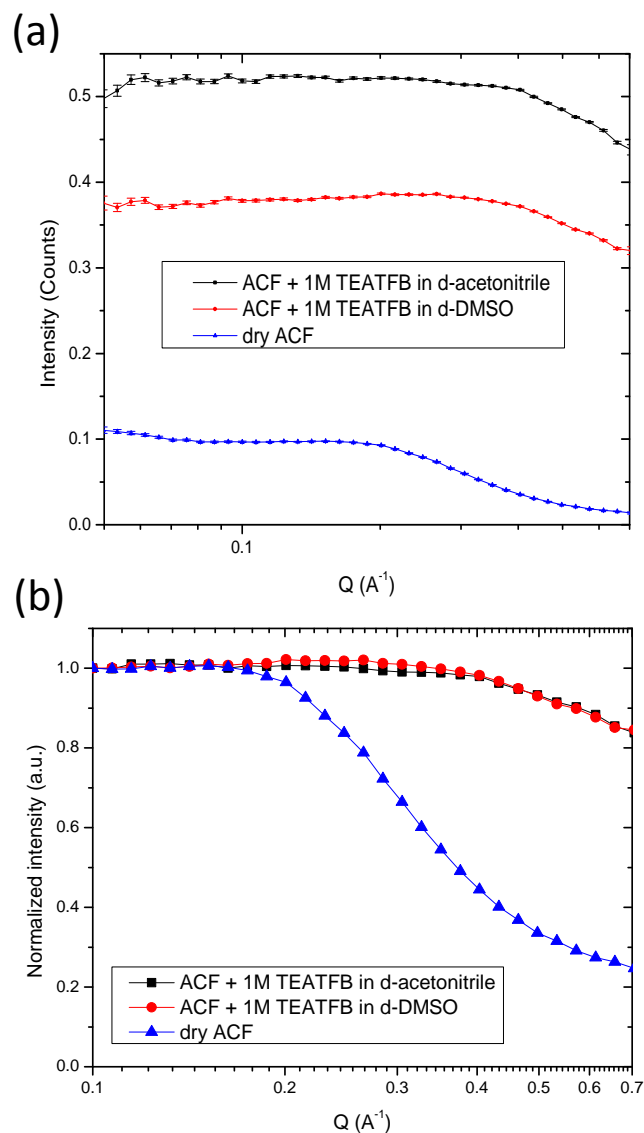 (a)
0.5
0.4
0.3
0.2
0.1
0.0
Intensity (Counts)
ACF + 1M TEATFB in d-acetonitrile
ACF + 1M TEATFB in d-DMSO
dry ACF
0.1
Q (A⁻¹)
(b)
1.0
0.8
0.6
0.4
0.2
0.0
Normalized intensity (a.u.)
ACF + 1M TEATFB in d-acetonitrile
ACF + 1M TEATFB in d-DMSO
dry ACF
0.1 0.2 0.3 0.4 0.5 0.6 0.7
Q (A⁻¹)